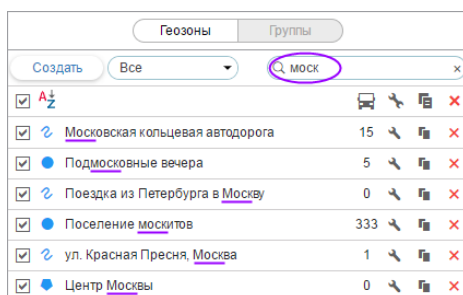 Геозоны Группы
Создать Все моск ×
AZ
Московская кольцевая автодорога 15
Подмосковные вечера 5
Поездка из Петербурга в Москву 0
Поселение москитов 333
ул. Красная Пресня, Москва 1
Центр Москвы 0